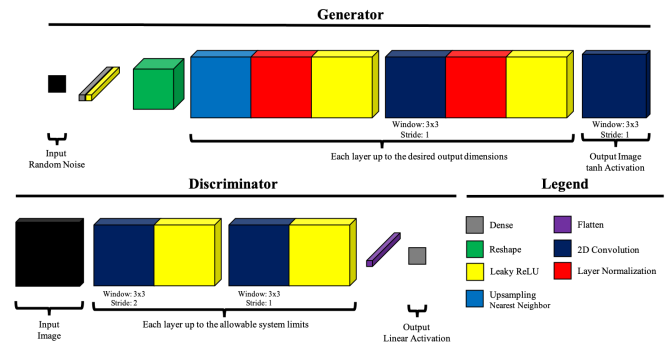 Generator
Window: 3x3
Stride: 1
Window: 3x3
Stride: 1
Input
Random Noise
Each layer up to the desired output dimensions
Output Image
tanh Activation
Discriminator
Legend
Window: 3x3
Stride: 2
Window: 3x3
Stride: 1
Input
Image
Each layer up to the allowable system limits
Output
Linear Activation
Dense
Flatten
Reshape
2D Convolution
Leaky ReLU
Layer Normalization
Upsampling
Nearest Neighbor